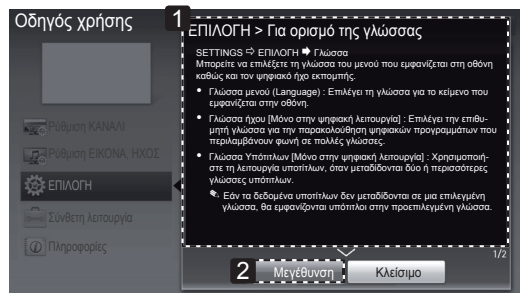 Οδηγός χρήσης
1
ΕΠΙΛΟΓΗ > Για ορισμό της γλώσσας
SETTINGS ⇨ ΕΠΙΛΟΓΗ ➡ Γλώσσα
Μπορείτε να επιλέξετε τη γλώσσα του μενού που εμφανίζεται στη οθόνη
καθώς και τον ψηφιακό ήχο εκπομπής.
• Γλώσσα μενού (Language) : Επιλέγει τη γλώσσα για το κείμενο που
εμφανίζεται στην οθόνη.
• Γλώσσα ήχου [Μόνο στην ψηφιακή λειτουργία] : Επιλέγει την επιθυ-
μητή γλώσσα για την παρακολούθηση ψηφιακών προγραμμάτων που
περιλαμβάνουν φωνή σε πολλές γλώσσες.
• Γλώσσα Υπότιτλων [Μόνο στην ψηφιακή λειτουργία] : Χρησιμοποιή-
στε τη λειτουργία υποτίτλων, όταν μεταδίδονται δύο ή περισσότερες
γλώσσες υπότιτλων.
Εάν τα δεδομένα υποτίτλων δεν μεταδίδονται σε μια επιλεγμένη
γλώσσα, θα εμφανίζονται υπότιτλοι στην προεπιλεγμένη γλώσσα.
Ρύθμιση ΚΑΝΑΛΙ
Ρύθμιση ΕΙΚΟΝΑ, ΗΧΟΣ
ΕΠΙΛΟΓΗ
Σύνθετη λειτουργία
Πληροφορίες
1/2
2
Μεγέθυνση
Κλείσιμο